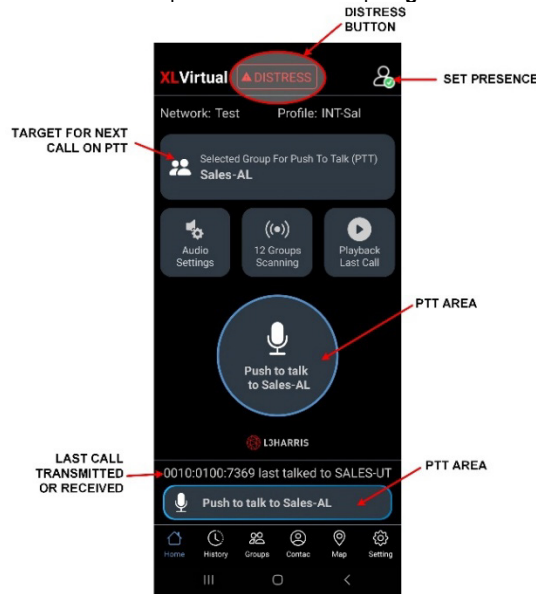 DISTRESS
BUTTON
XLVirtual
DISTRESS
SET PRESENCE
Network: Test
Profile: INT-Sal
TARGET FOR NEXT
CALL ON PTT
Selected Group For Push To Talk (PTT)
Sales-AL
Audio
Settings
12 Groups
Scanning
Playback
Last Call
PTT AREA
Push to talk
to Sales-AL
L3HARRIS
LAST CALL
TRANSMITTED
OR RECEIVED
0010:0100:7369 last talked to SALES-UT
PTT AREA
Push to talk to Sales-AL
Home
History
Groups
Contac
Map
Setting